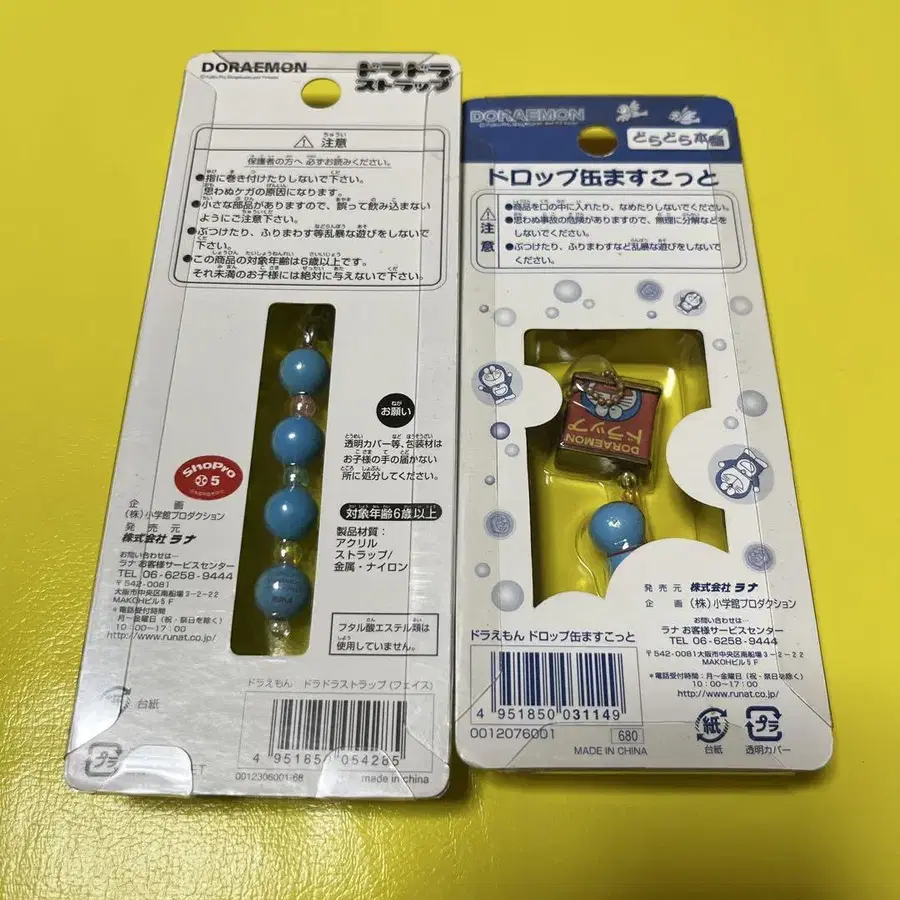 DORAEMON
ドラドラ
ストラップ
注意
保護者の方へ 必ずお読みください。
●指に巻き付けたりしないで下さい。
思わぬケガの原因になります。
●小さな部品がありますので、誤って飲み込まない
ようにご注意下さい。
●ぶつけたり、ふりまわす等乱暴な遊びをしないで
下さい。
●この商品の対象年齢は6歳以上です。
それ未満のお子様には絶対に与えないで下さい。
お願い
透明カバー等、包装材は
お子様の手の届かない
所に処分してください。
対象年齢6歳以上
製品材質:
アクリル
ストラップ/
金属・ナイロン
フタル酸エステル類は
使用していません。
ShoPro
5
企画
(株)小学館プロダクション
発売元
株式会社 ラナ
お問い合わせは…
ラナ お客様サービスセンター
TEL 06-6258-9444
〒542-0081
大阪市中央区南船場3-2-22
MAKOHビル5F
*電話受付時間
月~金曜日(祝・祭日を除く)
10:00~17:00
http://www.runat.co.jp/
ドラえもん ドラドラストラップ(フェイス)
紙
台紙
プラ
4 951850 054285
0012306001-68
made in china
DORAEMON
どらどら本舗
ドロップ缶ますこっと
注意
●商品を口の中に入れたり、なめたりしないでください。
●思わぬ事故の危険がありますので、無理に分解などを
しないでください。
●ぶつけたり、ふりまわすなど乱暴な遊びをしないで
ください。
DORAEMON
ドラップ
発売元 株式会社 ラナ
企画 (株)小学館プロダクション
お問い合わせは…
ラナ お客様サービスセンター
TEL 06-6258-9444
〒542-0081大阪市中央区南船場3-2-22
MAKOHビル5F
*電話受付時間:月~金曜日(祝・祭日を除く)
10:00~17:00
http://www.runat.co.jp/
ドラえもん ドロップ缶ますこっと
4 951850 031149
0012076001
680
MADE IN CHINA
紙
台紙
プラ
透明カバー